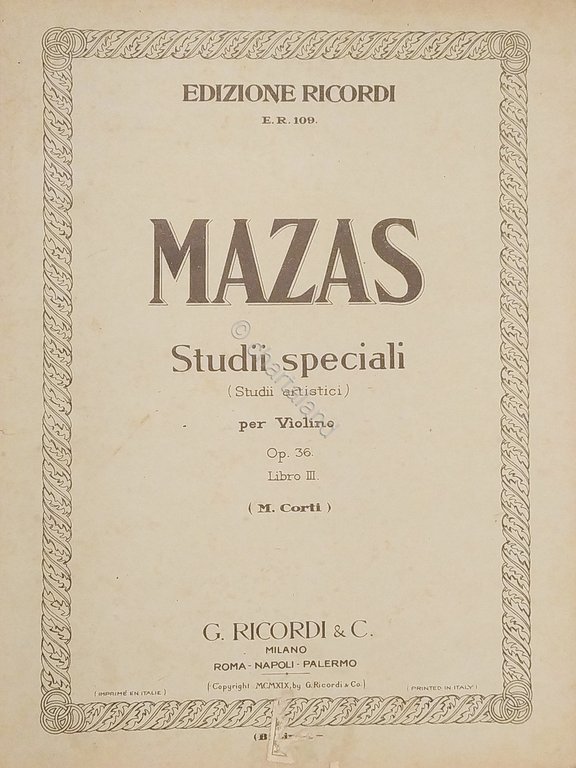 EDIZIONE RICORDI
E. R. 109.
MAZAS
Studii speciali
(Studii artistici)
per Violino
Op. 36.
Libro III.
(M. Corti)
G. RICORDI & C.
MILANO
ROMA - NAPOLI - PALERMO
(IMPRIMÉ EN ITALIE)
(Copyright MCMXIX, by G. Ricordi & Co.)
(PRINTED IN ITALY)